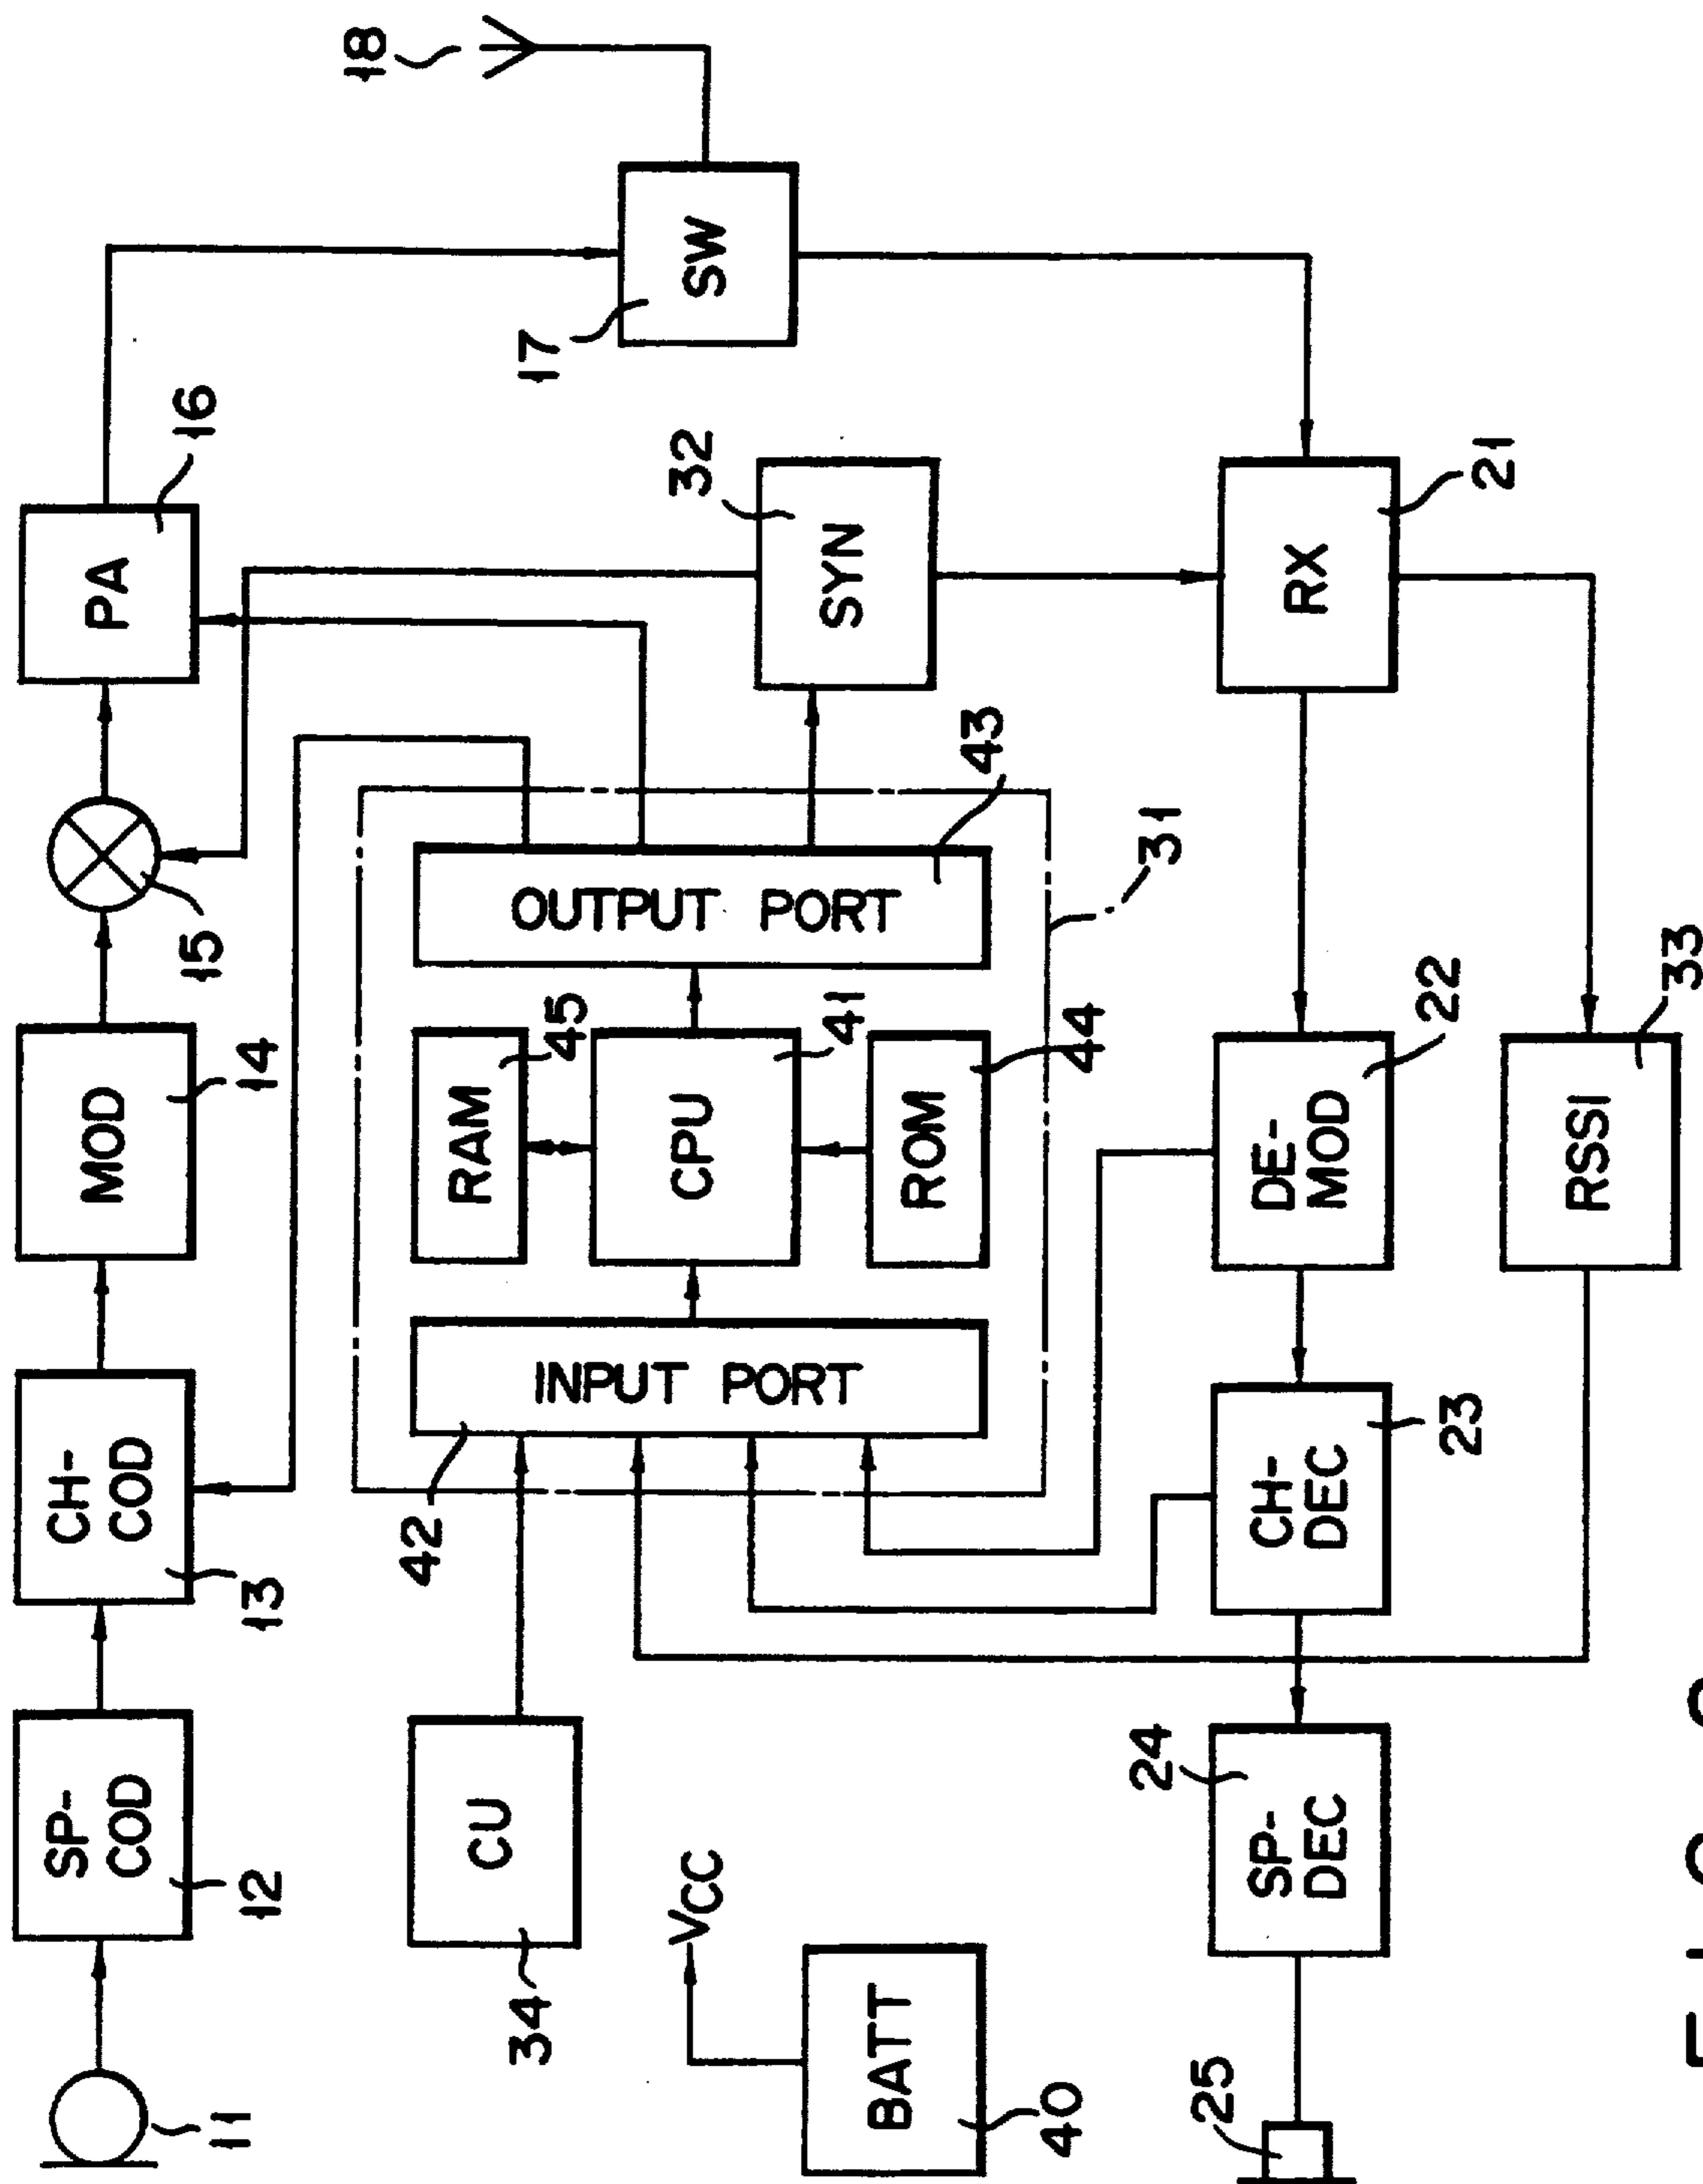 SP-
COD
CH-
COD
MOD
PA
11
12
13
14
15
16
18
34
CU
42
INPUT PORT
RAM
45
CPU
41
ROM
44
OUTPUT PORT
43
31
17
SW
32
SYN
VCC
BATT
40
24
SP-
DEC
25
CH-
DEC
23
DE-
MOD
22
RX
21
RSSI
33